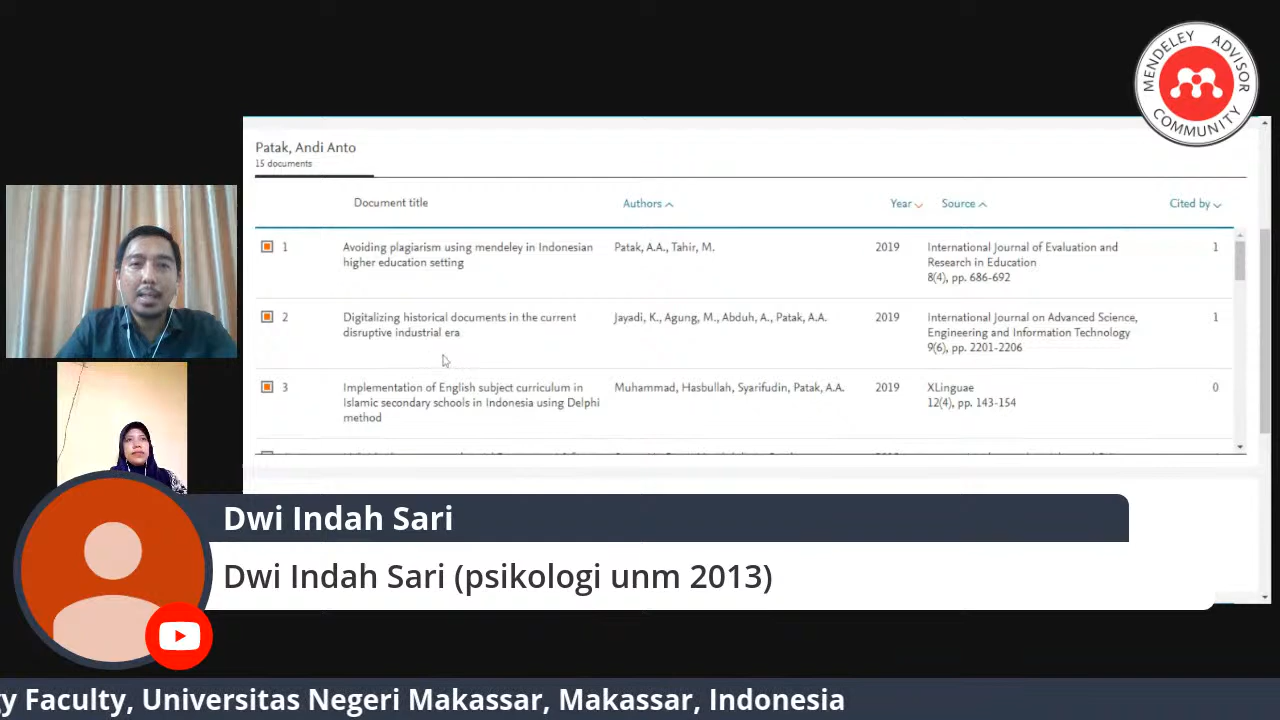 MENDELEY ADVISOR COMMUNITY
Patak, Andi Anto
15 documents
Document title Authors Year Source Cited by
1 Avoiding plagiarism using mendeley in Indonesian Patak, A.A., Tahir, M. 2019 International Journal of Evaluation and 1
higher education setting Research in Education
8(4), pp. 686-692
2 Digitalizing historical documents in the current Jayadi, K., Agung, M., Abduh, A., Patak, A.A. 2019 International Journal on Advanced Science, 1
disruptive industrial era Engineering and Information Technology
9(6), pp. 2201-2206
3 Implementation of English subject curriculum in Muhammad, Hasbullah, Syarifudin, Patak, A.A. 2019 XLinguae 0
Islamic secondary schools in Indonesia using Delphi 12(4), pp. 143-154
method
Dwi Indah Sari
Dwi Indah Sari (psikologi unm 2013)
gy Faculty, Universitas Negeri Makassar, Makassar, Indonesia